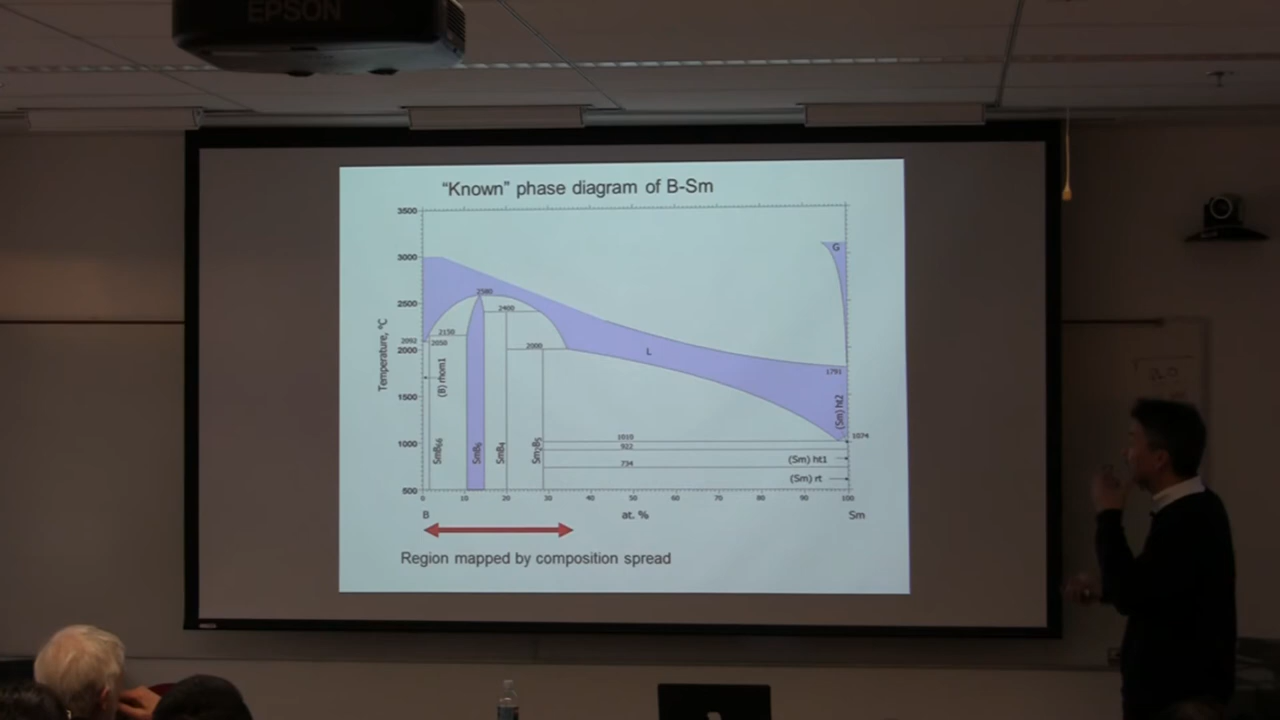 EPSON
“Known” phase diagram of B-Sm
3500
3000
2500
2000
1500
1000
500
Temperature, °C
G
2580
2400
2150
2092
2050
2000
L
1791
(B) rhom1
(Sm) ht2
SmB₆₆
SmB₆
SmB₄
Sm₂B₅
1074
1010
922
(Sm) ht1
734
(Sm) rt
0 10 20 30 40 50 60 70 80 90 100
B at. % Sm
Region mapped by composition spread